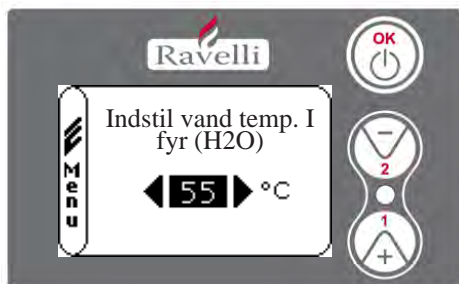 Ravelli
OK
Menu
Indstil vand temp. I
fyr (H2O)
55 °C
−
2
1
+